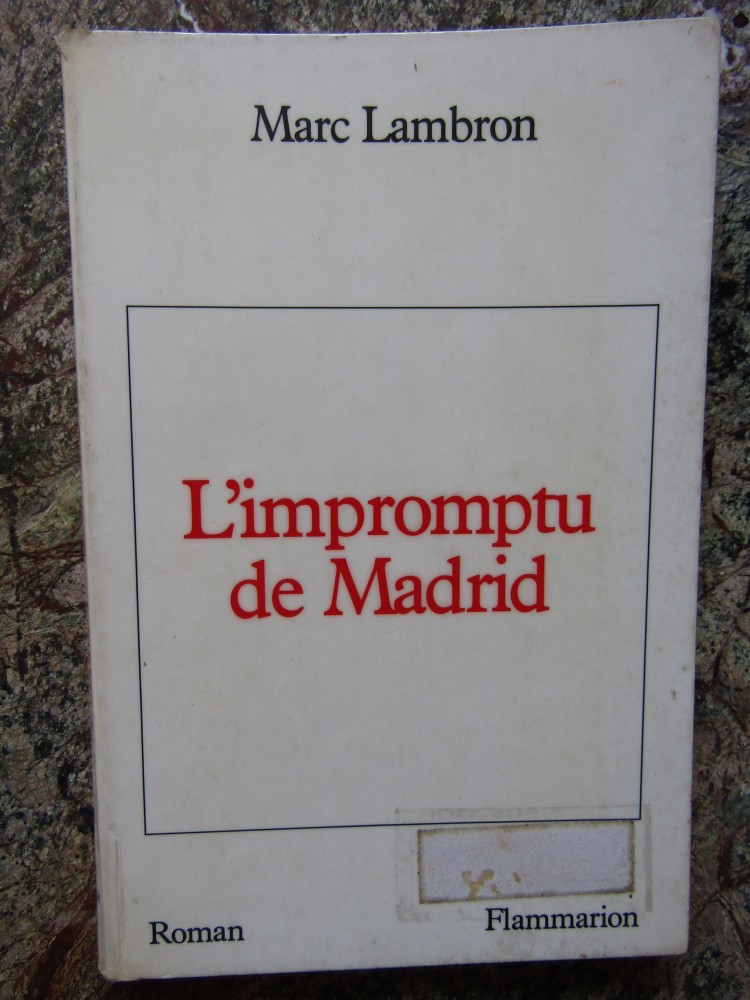 Marc Lambron
L'impromptu
de Madrid
Roman
Flammarion